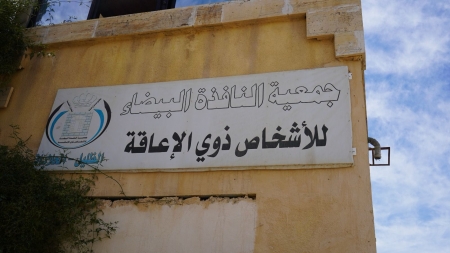 جمعية النافذة البيضاء
للأشخاص ذوي الإعاقة